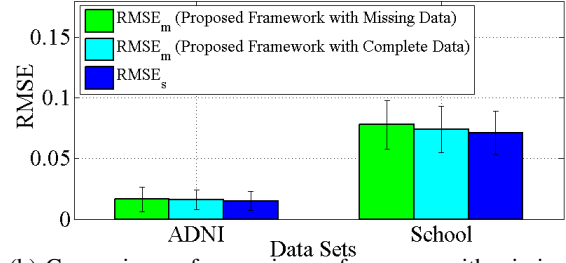 RMSEm (Proposed Framework with Missing Data)
RMSEm (Proposed Framework with Complete Data)
RMSEs
0.15
0.1
0.05
0
RMSE
ADNI
School
Data Sets